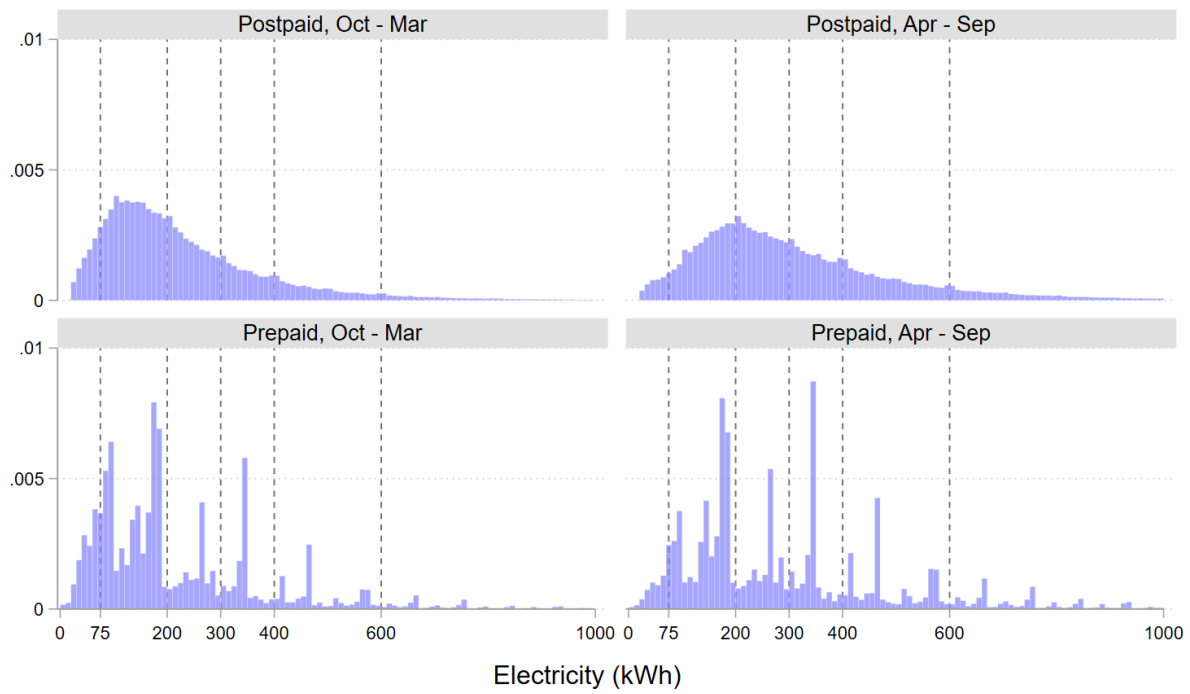 Postpaid, Oct - Mar
Postpaid, Apr - Sep
.01
.005
0
Prepaid, Oct - Mar
Prepaid, Apr - Sep
.01
.005
0
0 75 200 300 400 600 1000
0 75 200 300 400 600 1000
Electricity (kWh)